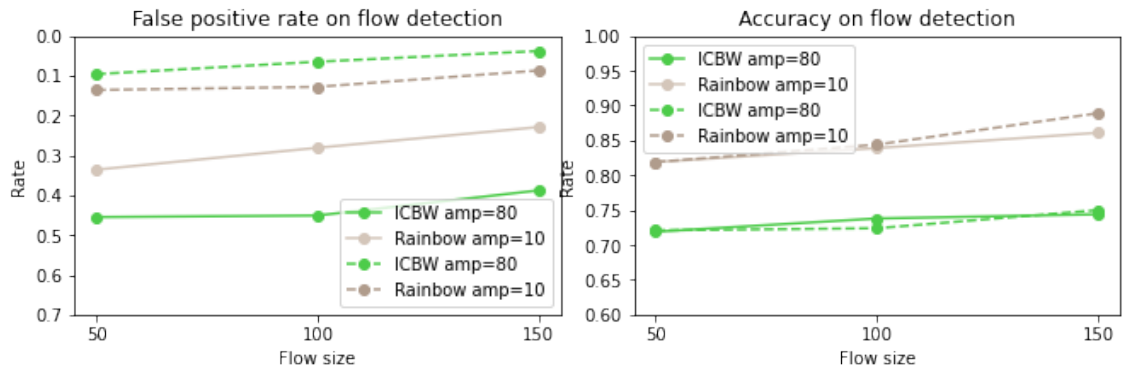 False positive rate on flow detection
0.0
0.1
0.2
0.3
0.4
0.5
0.6
0.7
Rate
ICBW amp=80
Rainbow amp=10
ICBW amp=80
Rainbow amp=10
50
100
150
Flow size
Accuracy on flow detection
1.00
0.95
0.90
0.85
0.80
0.75
0.70
0.65
0.60
Rate
ICBW amp=80
Rainbow amp=10
ICBW amp=80
Rainbow amp=10
50
100
150
Flow size